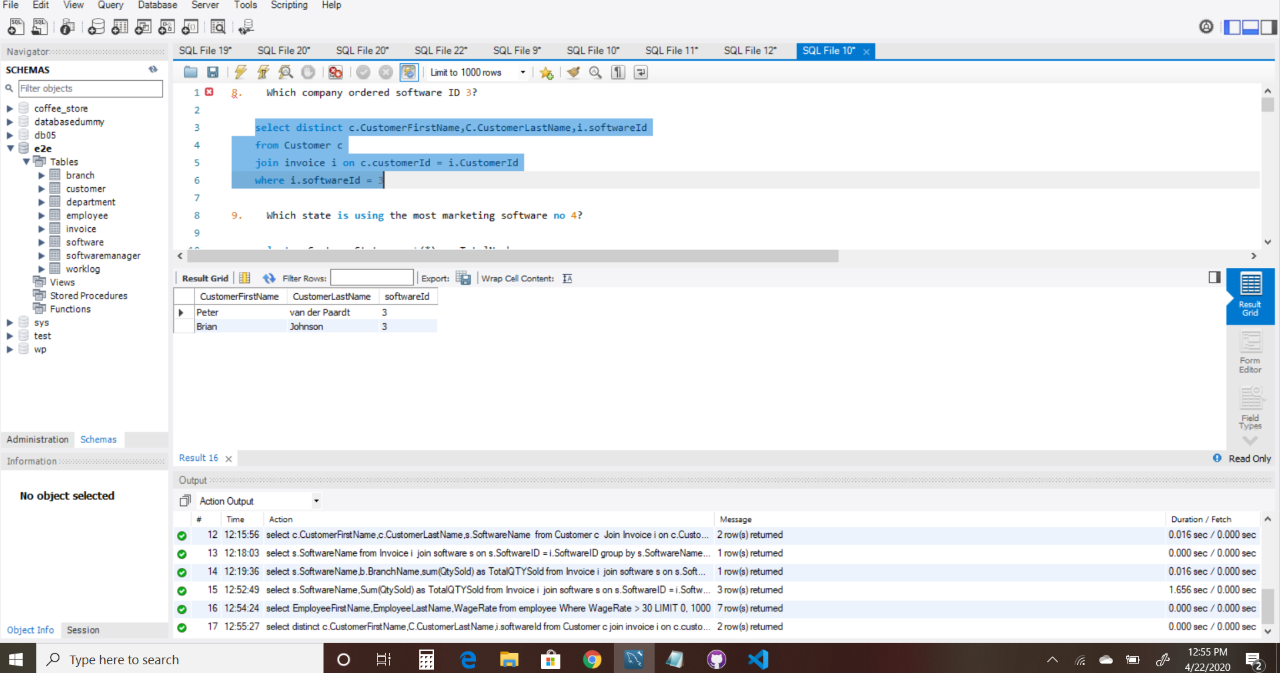 File Edit View Query Database Server Tools Scripting Help
Navigator
SQL File 19* SQL File 20* SQL File 20* SQL File 22* SQL File 9* SQL File 10* SQL File 11* SQL File 12* SQL File 10*
SCHEMAS
Filter objects
coffee_store
databasedummy
db05
e2e
Tables
branch
customer
department
employee
invoice
software
softwaremanager
worklog
Views
Stored Procedures
Functions
sys
test
wp
Administration Schemas
Information
No object selected
Object Info Session
Limit to 1000 rows
1 8. Which company ordered software ID 3?
2
3 select distinct c.CustomerFirstName,C.CustomerLastName,i.softwareId
4 from Customer c
5 join invoice i on c.customerId = i.CustomerId
6 where i.softwareId = 3
7
8 9. Which state is using the most marketing software no 4?
9
Result Grid Filter Rows: Export: Wrap Cell Content:
CustomerFirstName CustomerLastName softwareId
Peter van der Paardt 3
Brian Johnson 3
Result Grid
Form Editor
Field Types
Result 16
Read Only
Output
Action Output
# Time Action Message Duration / Fetch
12 12:15:56 select c.CustomerFirstName,c.CustomerLastName,s.SoftwareName from Customer c Join Invoice i on c.Custo... 2 row(s) returned 0.016 sec / 0.000 sec
13 12:18:03 select s.SoftwareName from Invoice i join software s on s.SoftwareID = i.SoftwareID group by s.SoftwareName... 1 row(s) returned 0.000 sec / 0.000 sec
14 12:19:36 select s.SoftwareName,b.BranchName,sum(QtySold) as TotalQTYSold from Invoice i join software s on s.Soft... 1 row(s) returned 0.016 sec / 0.000 sec
15 12:52:49 select s.SoftwareName,Sum(QtySold) as TotalQTYSold from Invoice i join software s on s.SoftwareID = i.Softw... 3 row(s) returned 1.656 sec / 0.000 sec
16 12:54:24 select EmployeeFirstName,EmployeeLastName,WageRate from employee Where WageRate > 30 LIMIT 0, 1000 7 row(s) returned 0.000 sec / 0.000 sec
17 12:55:27 select distinct c.CustomerFirstName,C.CustomerLastName,i.softwareId from Customer c join invoice i on c.custo... 2 row(s) returned 0.000 sec / 0.000 sec
Type here to search
12:55 PM
4/22/2020
2